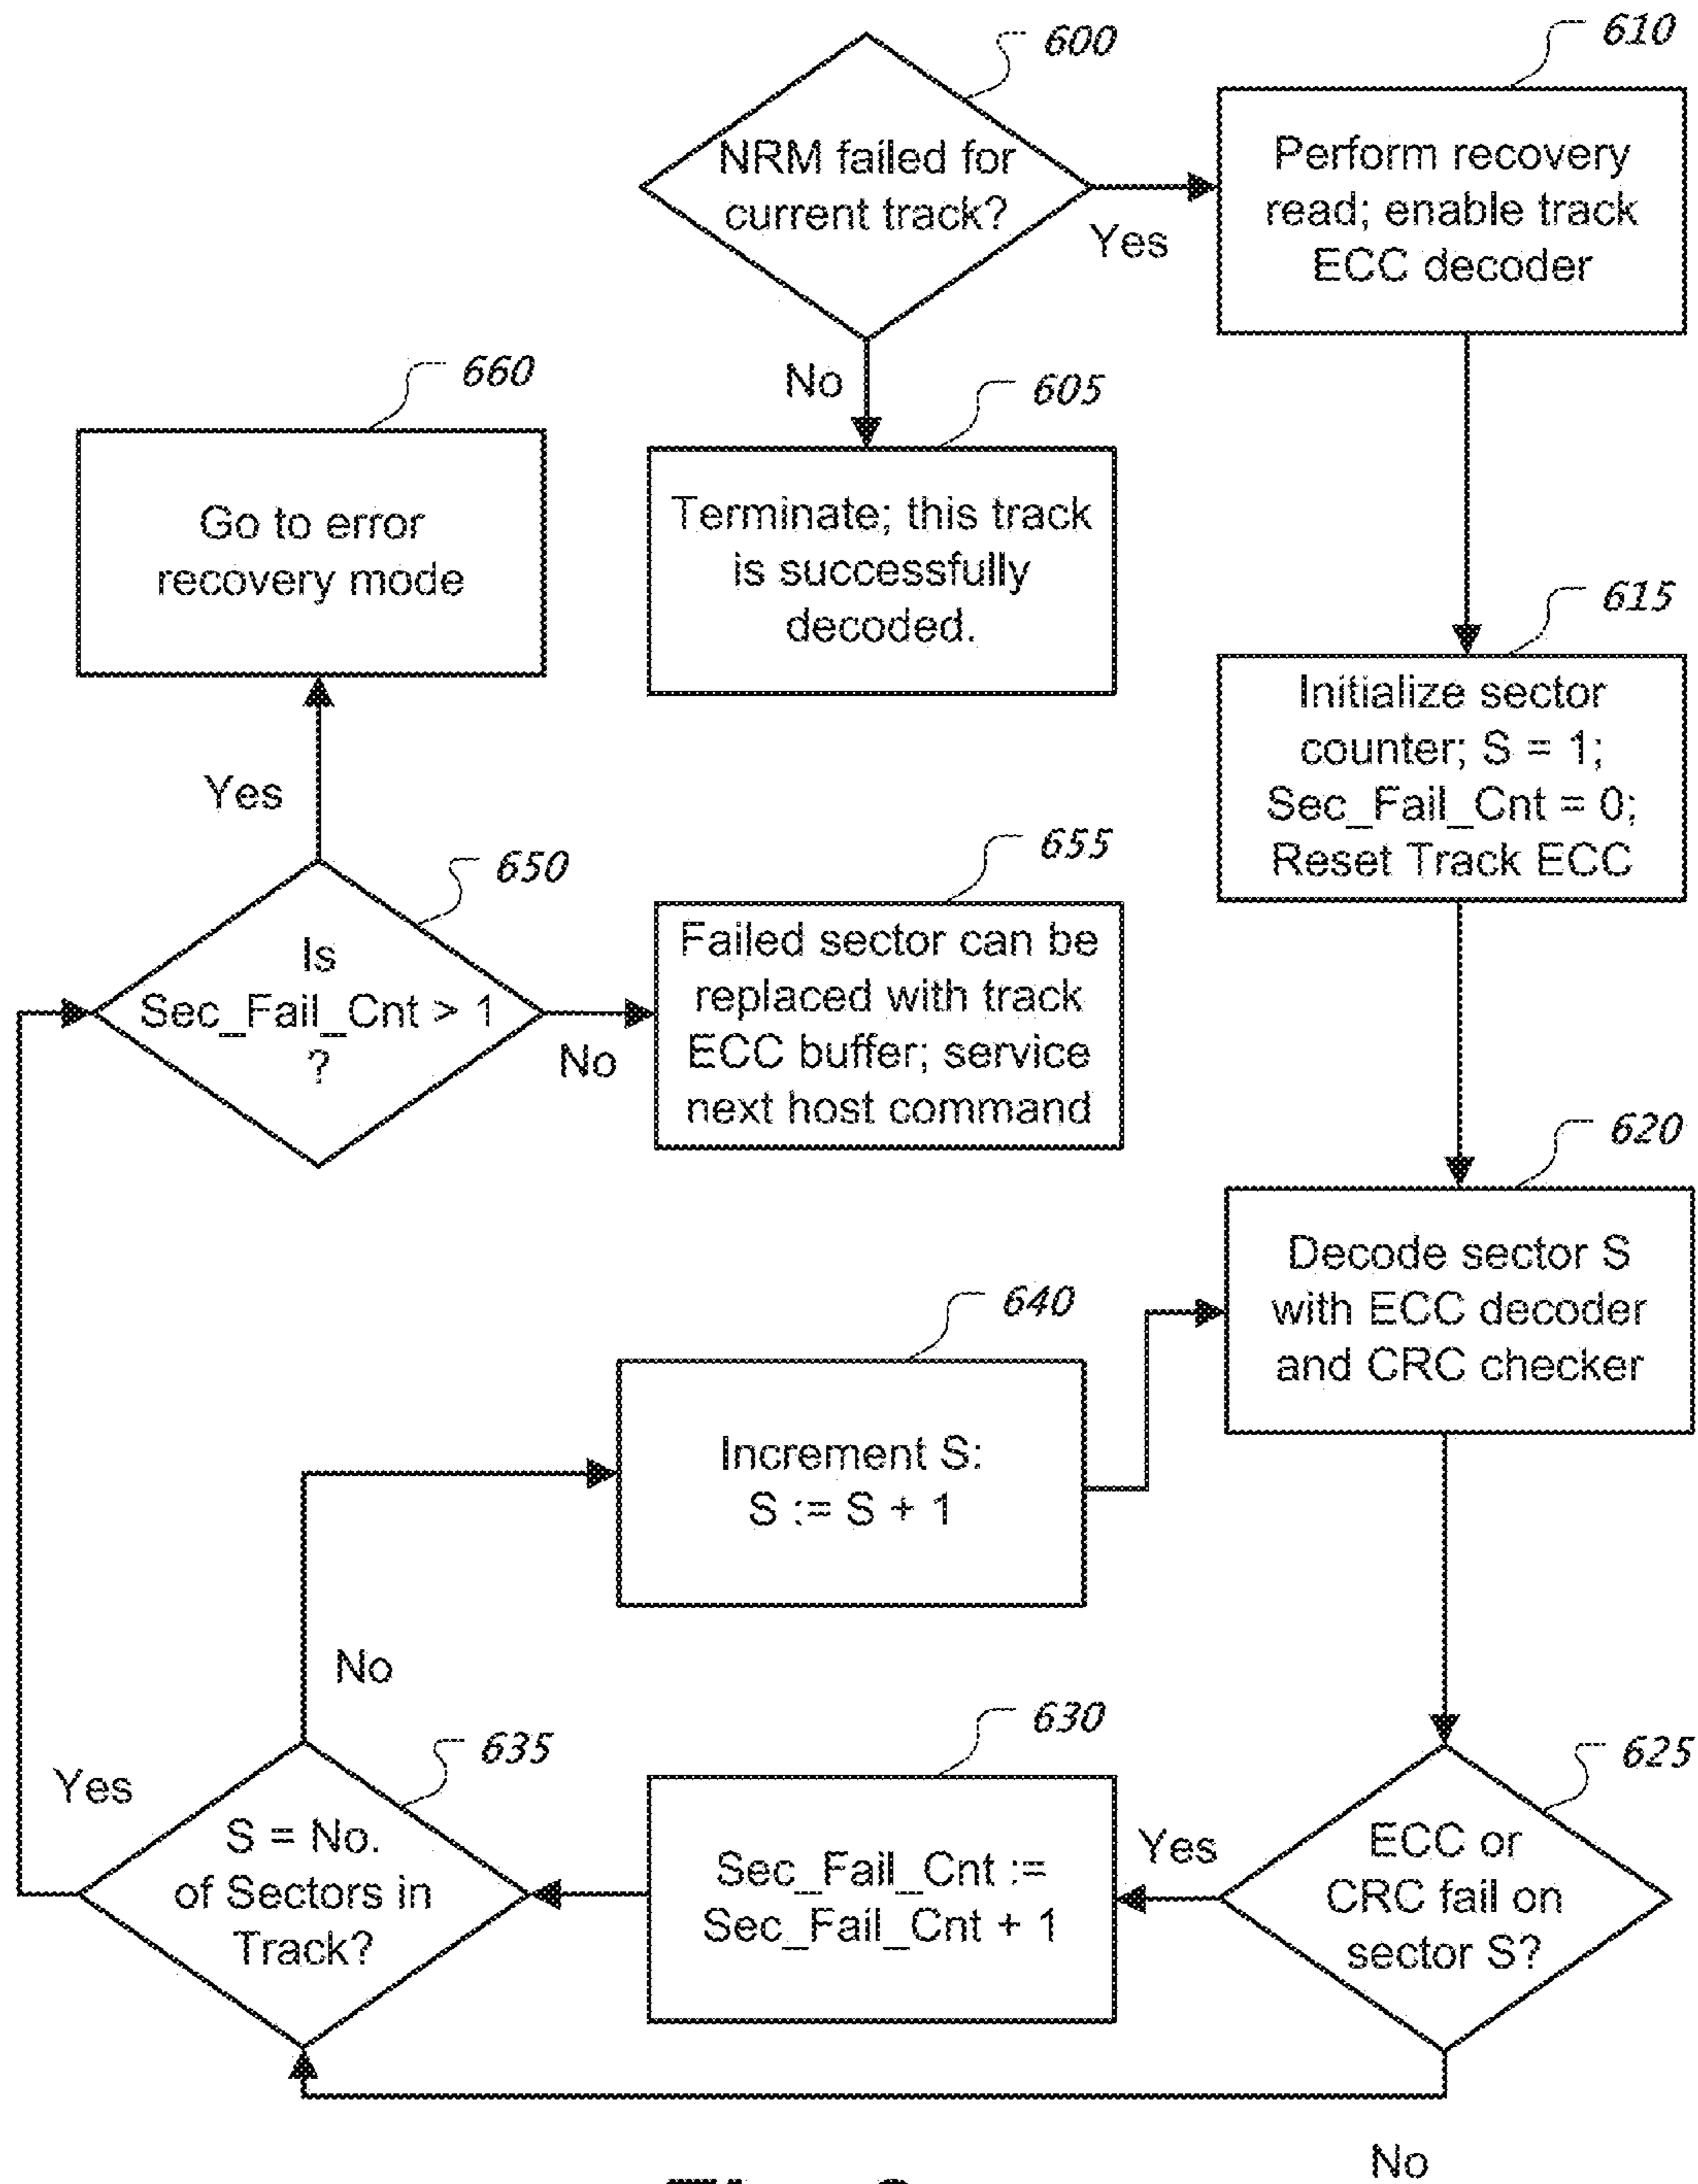 600
NRM failed for
current track?
Yes
No
610
Perform recovery
read; enable track
ECC decoder
605
Terminate; this track
is successfully
decoded.
660
Go to error
recovery mode
615
Initialize sector
counter; S = 1;
Sec_Fail_Cnt = 0;
Reset Track ECC
Yes
650
Is
Sec_Fail_Cnt > 1
?
No
655
Failed sector can be
replaced with track
ECC buffer; service
next host command
620
Decode sector S
with ECC decoder
and CRC checker
640
Increment S:
S := S + 1
No
Yes
635
S = No.
of Sectors in
Track?
630
Sec_Fail_Cnt :=
Sec_Fail_Cnt + 1
Yes
625
ECC or
CRC fail on
sector S?
No